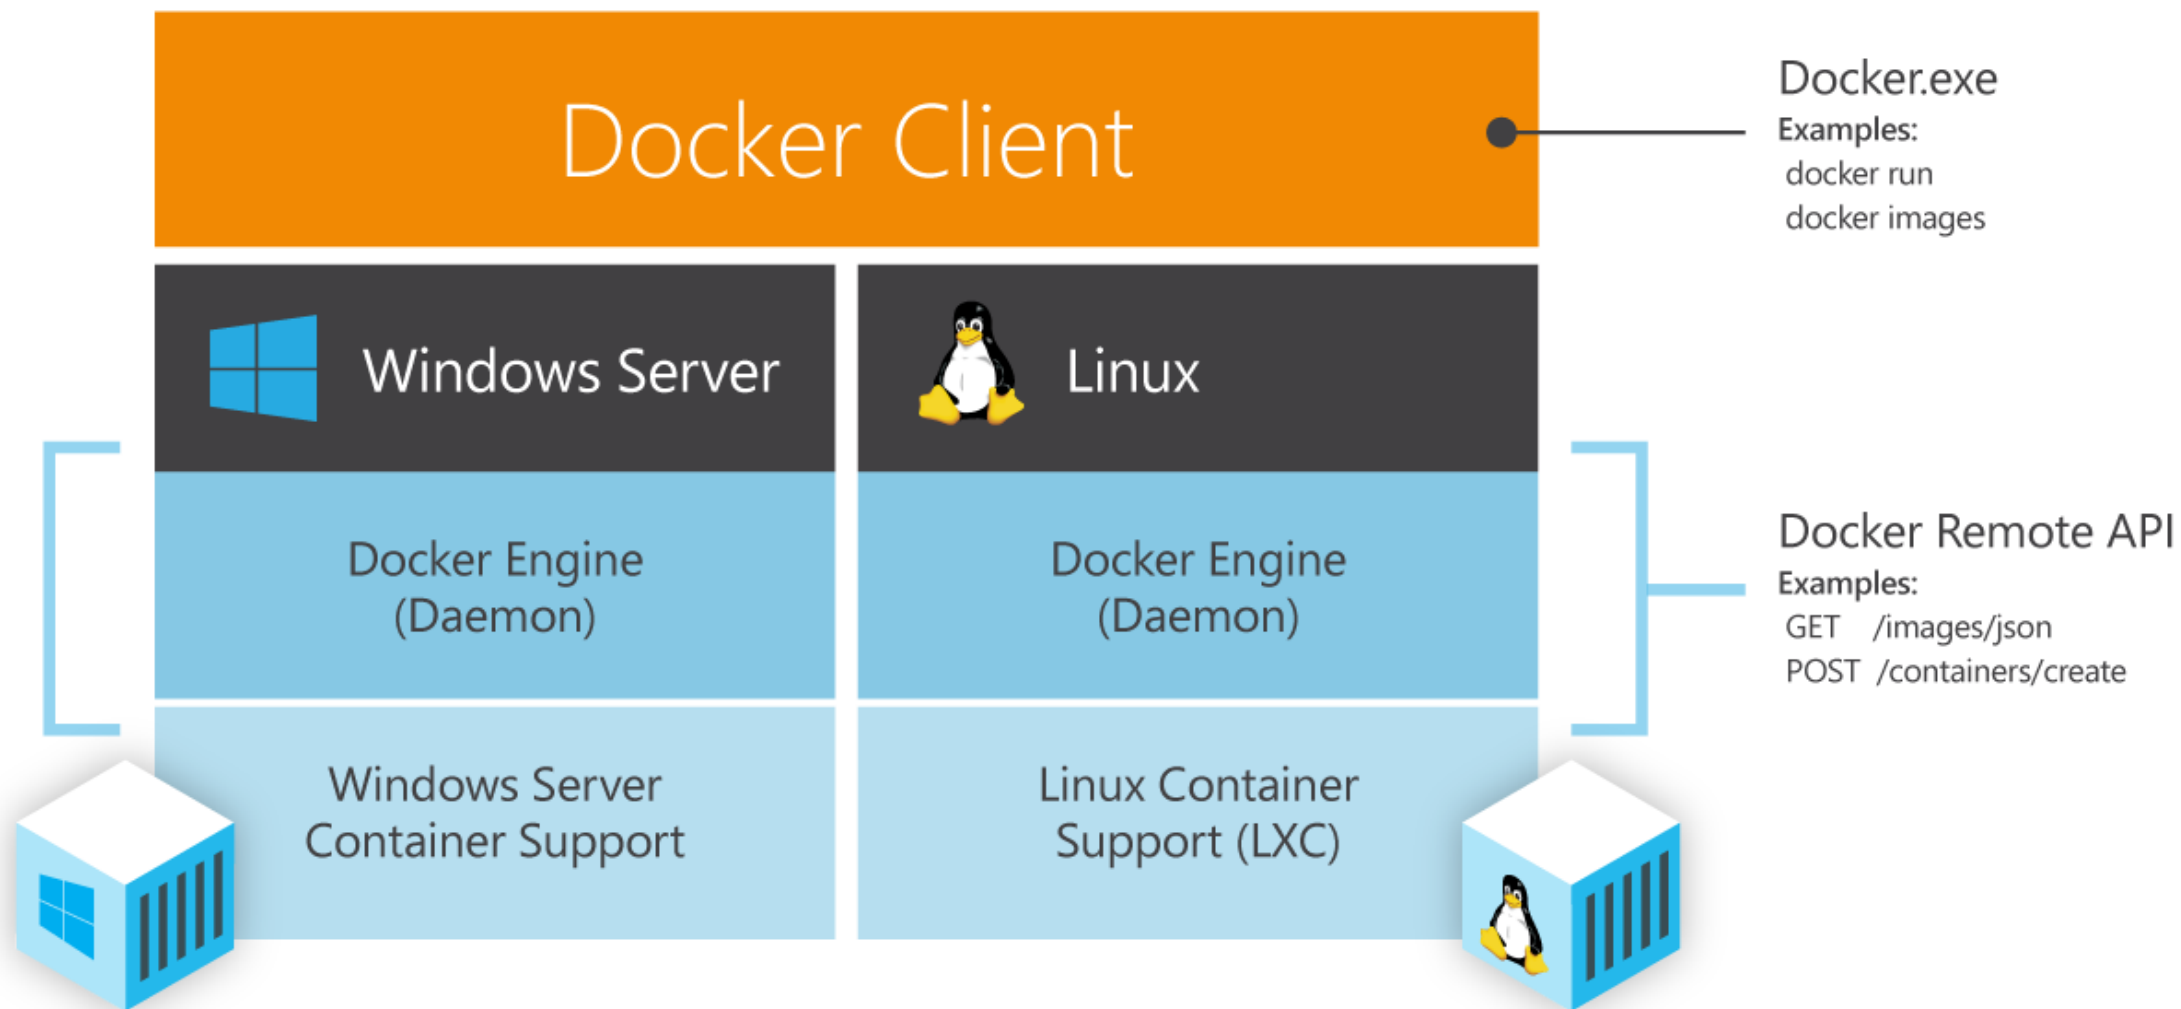 Docker Client
Docker.exe
Examples:
docker run
docker images
Windows Server
Linux
Docker Engine
(Daemon)
Docker Engine
(Daemon)
Docker Remote API
Examples:
GET /images/json
POST /containers/create
Windows Server
Container Support
Linux Container
Support (LXC)